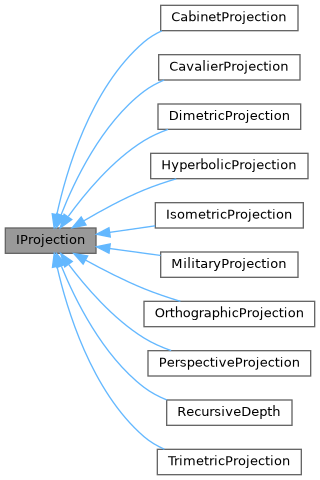 CabinetProjection
CavalierProjection
DimetricProjection
HyperbolicProjection
IsometricProjection
IProjection
MilitaryProjection
OrthographicProjection
PerspectiveProjection
RecursiveDepth
TrimetricProjection